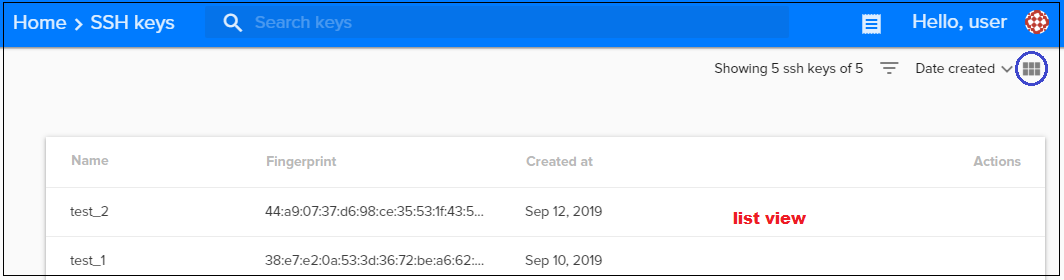 Home > SSH keys Search keys Hello, user
Showing 5 ssh keys of 5 Date created
Name Fingerprint Created at Actions
test_2 44:a9:07:37:d6:98:ce:35:53:1f:43:5... Sep 12, 2019 list view
test_1 38:e7:e2:0a:53:3d:36:72:be:a6:62:... Sep 10, 2019